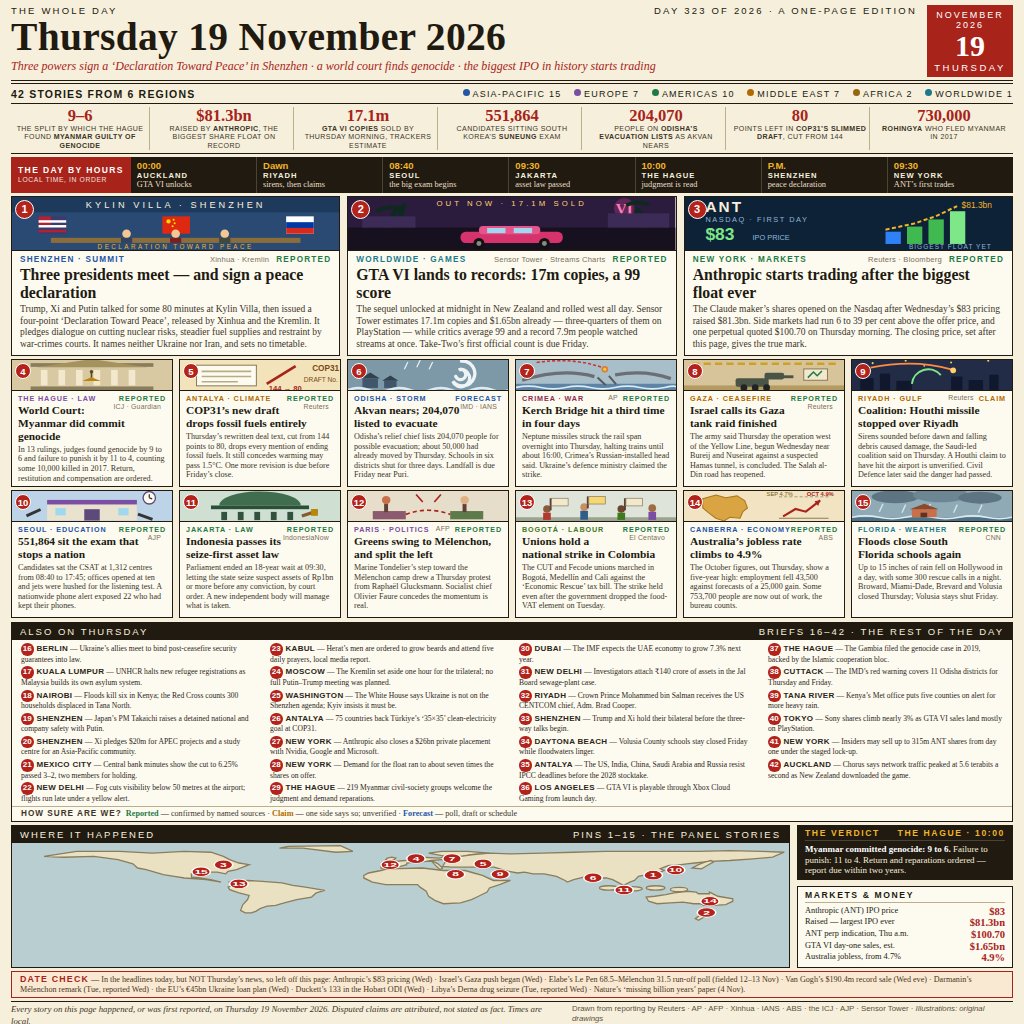 THE WHOLE DAY
DAY 323 OF 2026 · A ONE-PAGE EDITION
Thursday 19 November 2026
Three powers sign a ‘Declaration Toward Peace’ in Shenzhen · a world court finds genocide · the biggest IPO in history starts trading
NOVEMBER
2026
19
THURSDAY
42 STORIES FROM 6 REGIONS
ASIA-PACIFIC 15 EUROPE 7 AMERICAS 10 MIDDLE EAST 7 AFRICA 2 WORLDWIDE 1
9–6
THE SPLIT BY WHICH THE HAGUE
FOUND MYANMAR GUILTY OF
GENOCIDE
$81.3bn
RAISED BY ANTHROPIC, THE
BIGGEST SHARE FLOAT ON
RECORD
17.1m
GTA VI COPIES SOLD BY
THURSDAY MORNING, TRACKERS
ESTIMATE
551,864
CANDIDATES SITTING SOUTH
KOREA’S SUNEUNG EXAM
204,070
PEOPLE ON ODISHA’S
EVACUATION LISTS AS AKVAN
NEARS
80
POINTS LEFT IN COP31’S SLIMMED
DRAFT, CUT FROM 144
730,000
ROHINGYA WHO FLED MYANMAR
IN 2017
THE DAY BY HOURS
LOCAL TIME, IN ORDER
00:00
AUCKLAND
GTA VI unlocks
Dawn
RIYADH
sirens, then claims
08:40
SEOUL
the big exam begins
09:30
JAKARTA
asset law passed
10:00
THE HAGUE
judgment is read
P.M.
SHENZHEN
peace declaration
09:30
NEW YORK
ANT’s first trades
1
KYLIN VILLA · SHENZHEN
DECLARATION TOWARD PEACE
SHENZHEN · SUMMIT
Xinhua · Kremlin REPORTED
Three presidents meet — and sign a peace
declaration
Trump, Xi and Putin talked for some 80 minutes at Kylin Villa, then issued a
four-point ‘Declaration Toward Peace’, released by Xinhua and the Kremlin. It
pledges dialogue on cutting nuclear risks, steadier fuel supplies and restraint by
war-crimes courts. It names neither Ukraine nor Iran, and sets no timetable.
2
OUT NOW · 17.1M SOLD
VI
WORLDWIDE · GAMES
Sensor Tower · Streams Charts REPORTED
GTA VI lands to records: 17m copies, a 99
score
The sequel unlocked at midnight in New Zealand and rolled west all day. Sensor
Tower estimates 17.1m copies and $1.65bn already — three-quarters of them on
PlayStation — while critics average 99 and a record 7.9m people watched
streams at once. Take-Two’s first official count is due Friday.
3
ANT
NASDAQ · FIRST DAY
$83
IPO PRICE
$81.3bn
BIGGEST FLOAT YET
NEW YORK · MARKETS
Reuters · Bloomberg REPORTED
Anthropic starts trading after the biggest
float ever
The Claude maker’s shares opened on the Nasdaq after Wednesday’s $83 pricing
raised $81.3bn. Side markets had run 6 to 39 per cent above the offer price, and
one perpetual quoted $100.70 on Thursday morning. The closing price, set after
this page, gives the true mark.
4
THE HAGUE · LAW REPORTED
ICJ · Guardian
World Court:
Myanmar did commit
genocide
In 13 rulings, judges found genocide by 9 to
6 and failure to punish it by 11 to 4, counting
some 10,000 killed in 2017. Return,
restitution and compensation are ordered.
5
COP31
DRAFT No.
144 → 80
ANTALYA · CLIMATE REPORTED
Reuters
COP31’s new draft
drops fossil fuels entirely
Thursday’s rewritten deal text, cut from 144
points to 80, drops every mention of ending
fossil fuels. It still concedes warming may
pass 1.5°C. One more revision is due before
Friday’s close.
6
ODISHA · STORM FORECAST
IMD · IANS
Akvan nears; 204,070
listed to evacuate
Odisha’s relief chief lists 204,070 people for
possible evacuation; about 50,000 had
already moved by Thursday. Schools in six
districts shut for three days. Landfall is due
Friday near Puri.
7
CRIMEA · WAR AP REPORTED
Kerch Bridge hit a third time
in four days
Neptune missiles struck the rail span
overnight into Thursday, halting trains until
about 16:00, Crimea’s Russian-installed head
said. Ukraine’s defence ministry claimed the
strike.
8
GAZA · CEASEFIRE REPORTED
Reuters
Israel calls its Gaza
tank raid finished
The army said Thursday the operation west
of the Yellow Line, begun Wednesday near
Bureij and Nuseirat against a suspected
Hamas tunnel, is concluded. The Salah al-
Din road has reopened.
9
RIYADH · GULF Reuters CLAIM
Coalition: Houthi missile
stopped over Riyadh
Sirens sounded before dawn and falling
debris caused damage, the Saudi-led
coalition said on Thursday. A Houthi claim to
have hit the airport is unverified. Civil
Defence later said the danger had passed.
10
SEOUL · EDUCATION REPORTED
AJP
551,864 sit the exam that
stops a nation
Candidates sat the CSAT at 1,312 centres
from 08:40 to 17:45; offices opened at ten
and jets were hushed for the listening test. A
nationwide phone alert exposed 22 who had
kept their phones.
11
JAKARTA · LAW REPORTED
IndonesiaNow
Indonesia passes its
seize-first asset law
Parliament ended an 18-year wait at 09:30,
letting the state seize suspect assets of Rp1bn
or more before any conviction, by court
order. A new independent body will manage
what is taken.
12
PARIS · POLITICS AFP REPORTED
Greens swing to Mélenchon,
and split the left
Marine Tondelier’s step toward the
Mélenchon camp drew a Thursday protest
from Raphaël Glucksmann. Socialist chief
Olivier Faure concedes the momentum is
real.
13
BOGOTÁ · LABOUR REPORTED
El Centavo
Unions hold a
national strike in Colombia
The CUT and Fecode unions marched in
Bogotá, Medellín and Cali against the
‘Economic Rescue’ tax bill. The strike held
even after the government dropped the food-
VAT element on Tuesday.
14
SEP 4.7%
OCT 4.9%
CANBERRA · ECONOMY REPORTED
ABS
Australia’s jobless rate
climbs to 4.9%
The October figures, out Thursday, show a
five-year high: employment fell 43,500
against forecasts of a 25,000 gain. Some
753,700 people are now out of work, the
bureau counts.
15
FLORIDA · WEATHER REPORTED
CNN
Floods close South
Florida schools again
Up to 15 inches of rain fell on Hollywood in
a day, with some 300 rescue calls in a night.
Broward, Miami-Dade, Brevard and Volusia
closed Thursday; Volusia stays shut Friday.
ALSO ON THURSDAY
BRIEFS 16–42 · THE REST OF THE DAY
16 BERLIN — Ukraine’s allies meet to bind post-ceasefire security
guarantees into law.
17 KUALA LUMPUR — UNHCR halts new refugee registrations as
Malaysia builds its own asylum system.
18 NAIROBI — Floods kill six in Kenya; the Red Cross counts 300
households displaced in Tana North.
19 SHENZHEN — Japan’s PM Takaichi raises a detained national and
company safety with Putin.
20 SHENZHEN — Xi pledges $20m for APEC projects and a study
centre for an Asia-Pacific community.
21 MEXICO CITY — Central bank minutes show the cut to 6.25%
passed 3–2, two members for holding.
22 NEW DELHI — Fog cuts visibility below 50 metres at the airport;
flights run late under a yellow alert.
23 KABUL — Herat’s men are ordered to grow beards and attend five
daily prayers, local media report.
24 MOSCOW — The Kremlin set aside one hour for the trilateral; no
full Putin–Trump meeting was planned.
25 WASHINGTON — The White House says Ukraine is not on the
Shenzhen agenda; Kyiv insists it must be.
26 ANTALYA — 75 countries back Türkiye’s ‘35×35’ clean-electricity
goal at COP31.
27 NEW YORK — Anthropic also closes a $26bn private placement
with Nvidia, Google and Microsoft.
28 NEW YORK — Demand for the float ran to about seven times the
shares on offer.
29 THE HAGUE — 219 Myanmar civil-society groups welcome the
judgment and demand reparations.
30 DUBAI — The IMF expects the UAE economy to grow 7.3% next
year.
31 NEW DELHI — Investigators attach ₹140 crore of assets in the Jal
Board sewage-plant case.
32 RIYADH — Crown Prince Mohammed bin Salman receives the US
CENTCOM chief, Adm. Brad Cooper.
33 SHENZHEN — Trump and Xi hold their bilateral before the three-
way talks begin.
34 DAYTONA BEACH — Volusia County schools stay closed Friday
while floodwaters linger.
35 ANTALYA — The US, India, China, Saudi Arabia and Russia resist
IPCC deadlines before the 2028 stocktake.
36 LOS ANGELES — GTA VI is playable through Xbox Cloud
Gaming from launch day.
37 THE HAGUE — The Gambia filed the genocide case in 2019,
backed by the Islamic cooperation bloc.
38 CUTTACK — The IMD’s red warning covers 11 Odisha districts for
Thursday and Friday.
39 TANA RIVER — Kenya’s Met office puts five counties on alert for
more heavy rain.
40 TOKYO — Sony shares climb nearly 3% as GTA VI sales land mostly
on PlayStation.
41 NEW YORK — Insiders may sell up to 315m ANT shares from day
one under the staged lock-up.
42 AUCKLAND — Chorus says network traffic peaked at 5.6 terabits a
second as New Zealand downloaded the game.
HOW SURE ARE WE? Reported — confirmed by named sources · Claim — one side says so; unverified · Forecast — poll, draft or schedule
WHERE IT HAPPENED
PINS 1–15 · THE PANEL STORIES
3
15
13
12
4
7
5
8
9
6
1
10
11
14
2
THE VERDICT THE HAGUE · 10:00
Myanmar committed genocide: 9 to 6. Failure to
punish: 11 to 4. Return and reparations ordered —
report due within two years.
MARKETS & MONEY
Anthropic (ANT) IPO price $83
Raised — largest IPO ever $81.3bn
ANT perp indication, Thu a.m. $100.70
GTA VI day-one sales, est. $1.65bn
Australia jobless, from 4.7% 4.9%
DATE CHECK — In the headlines today, but NOT Thursday’s news, so left off this page: Anthropic’s $83 pricing (Wed) · Israel’s Gaza push began (Wed) · Elabe’s Le Pen 68.5–Mélenchon 31.5 run-off poll (fielded 12–13 Nov) · Van Gogh’s $190.4m record sale (Wed eve) · Darmanin’s
Mélenchon remark (Tue, reported Wed) · the EU’s €45bn Ukraine loan plan (Wed) · Duckett’s 133 in the Hobart ODI (Wed) · Libya’s Derna drug seizure (Tue, reported Wed) · Nature’s ‘missing billion years’ paper (4 Nov).
Every story on this page happened, or was first reported, on Thursday 19 November 2026. Disputed claims are attributed, not stated as fact. Times are
local.
Drawn from reporting by Reuters · AP · AFP · Xinhua · IANS · ABS · the ICJ · AJP · Sensor Tower · Illustrations: original
drawings